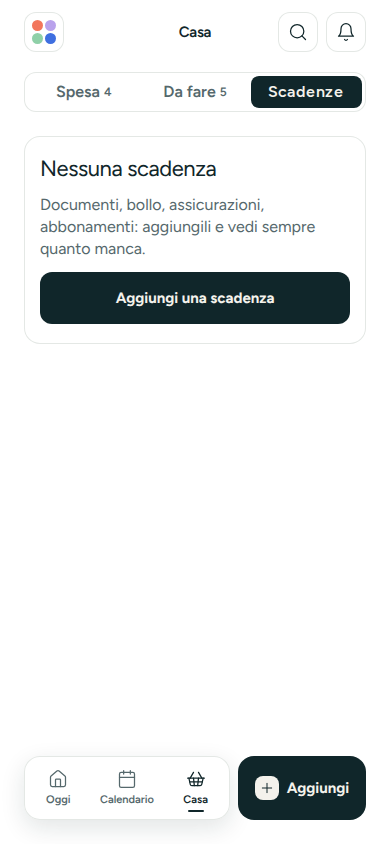 Casa
Spesa 4
Da fare 5
Scadenze
Nessuna scadenza
Documenti, bollo, assicurazioni,
abbonamenti: aggiungili e vedi sempre
quanto manca.
Aggiungi una scadenza
Oggi
Calendario
Casa
Aggiungi